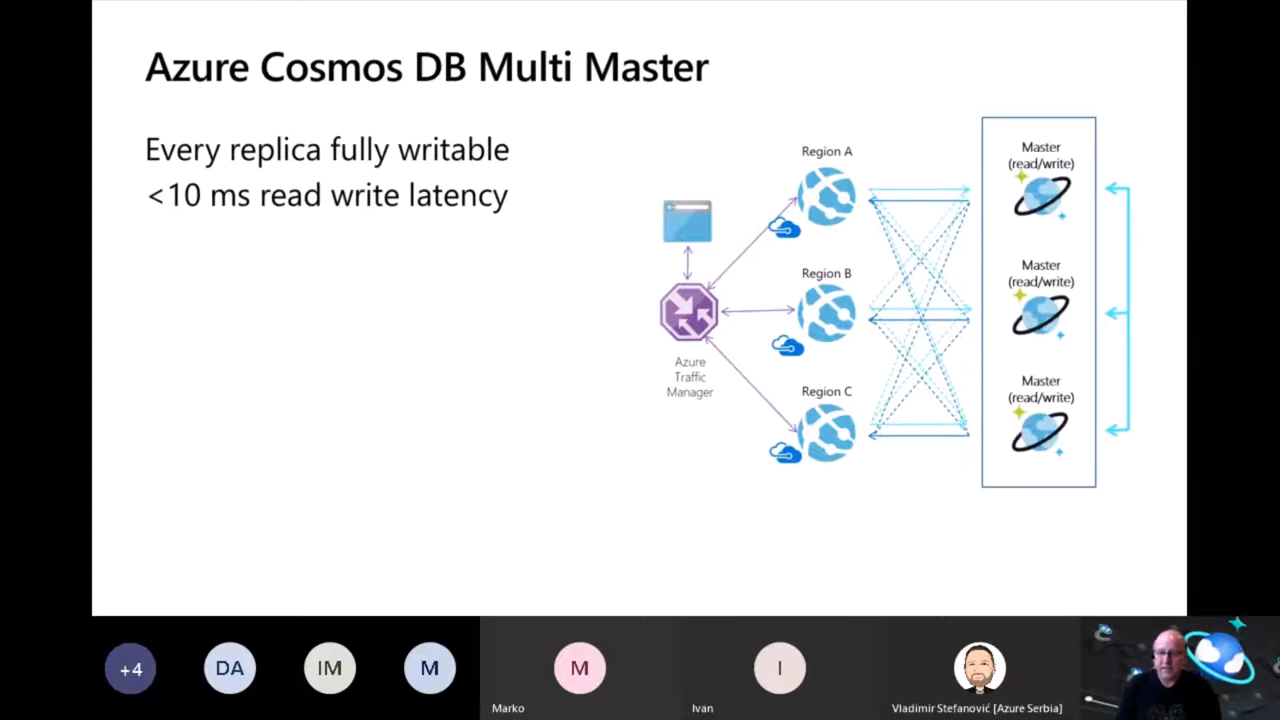 Azure Cosmos DB Multi Master
Every replica fully writable
<10 ms read write latency
Region A
Region B
Region C
Azure
Traffic
Manager
Master
(read/write)
Master
(read/write)
Master
(read/write)
+4
DA
IM
M
M
I
Marko
Ivan
Vladimir Stefanović [Azure Serbia]